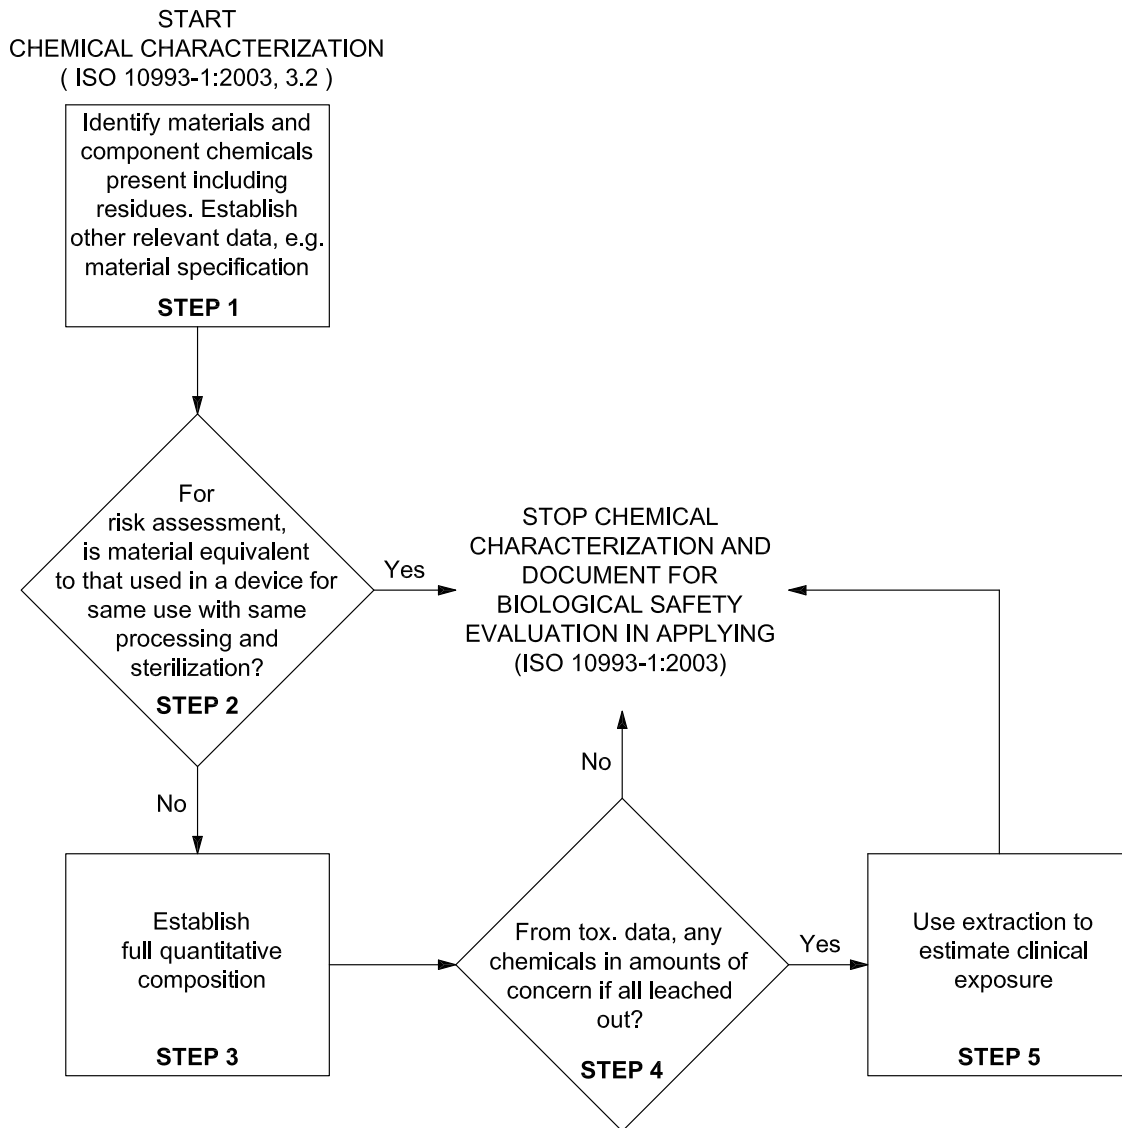 START
CHEMICAL CHARACTERIZATION
( ISO 10993-1:2003, 3.2 )
Identify materials and
component chemicals
present including
residues. Establish
other relevant data, e.g.
material specification
STEP 1
For
risk assessment,
is material equivalent
to that used in a device for
same use with same
processing and
sterilization?
STEP 2
Yes
STOP CHEMICAL
CHARACTERIZATION AND
DOCUMENT FOR
BIOLOGICAL SAFETY
EVALUATION IN APPLYING
(ISO 10993-1:2003)
No
No
Establish
full quantitative
composition
STEP 3
From tox. data, any
chemicals in amounts of
concern if all leached
out?
STEP 4
Yes
Use extraction to
estimate clinical
exposure
STEP 5